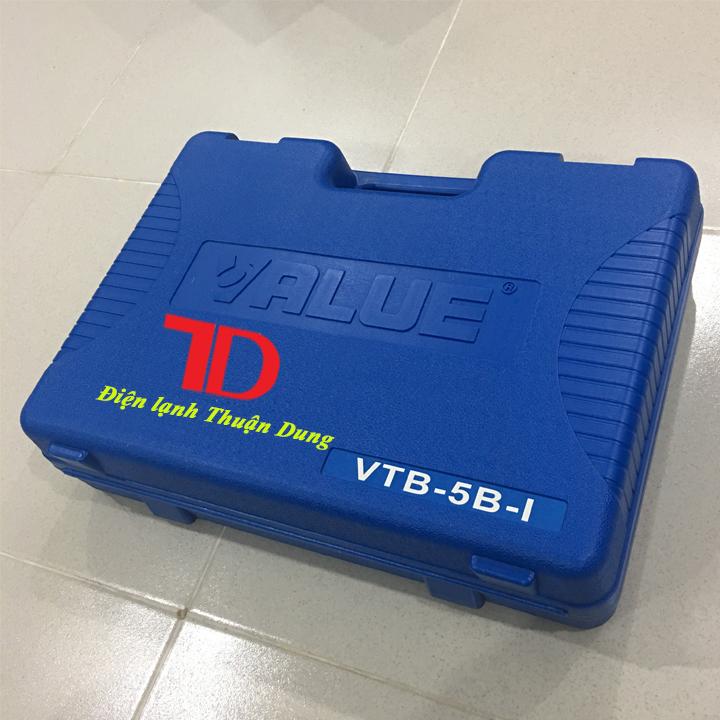 VALUE®
TD
Điện lạnh Thuận Dung
VTB-5B-I